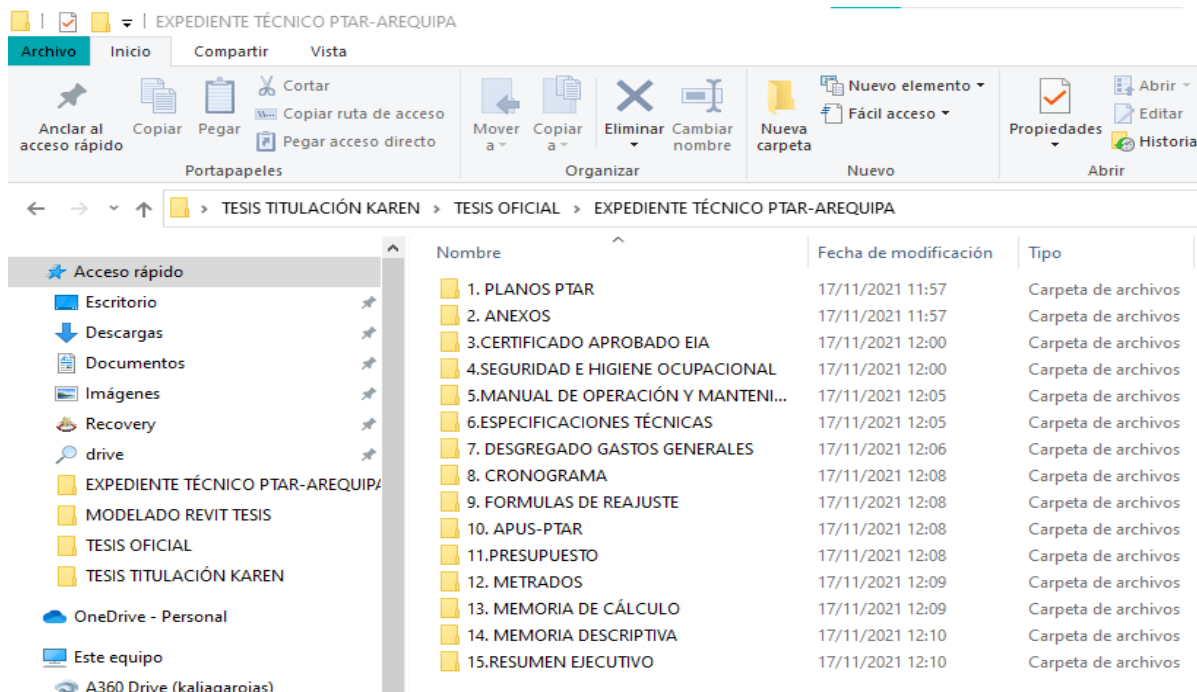 EXPEDIENTE TÉCNICO PTAR-AREQUIPA
Archivo Inicio Compartir Vista
Anclar al acceso rápido
Copiar
Pegar
Cortar
Copiar ruta de acceso
Pegar acceso directo
Mover a
Copiar a
Eliminar
Cambiar nombre
Nueva carpeta
Nuevo elemento
Fácil acceso
Propiedades
Abrir
Editar
Historia
Portapapeles Organizar Nuevo Abrir
TESIS TITULACIÓN KAREN > TESIS OFICIAL > EXPEDIENTE TÉCNICO PTAR-AREQUIPA
Acceso rápido
Escritorio
Descargas
Documentos
Imágenes
Recovery
drive
EXPEDIENTE TÉCNICO PTAR-AREQUIPA
MODELADO REVIT TESIS
TESIS OFICIAL
TESIS TITULACIÓN KAREN
OneDrive - Personal
Este equipo
A360 Drive (kaliagarojas)
Nombre Fecha de modificación Tipo
1. PLANOS PTAR 17/11/2021 11:57 Carpeta de archivos
2. ANEXOS 17/11/2021 11:57 Carpeta de archivos
3.CERTIFICADO APROBADO EIA 17/11/2021 12:00 Carpeta de archivos
4.SEGURIDAD E HIGIENE OCUPACIONAL 17/11/2021 12:00 Carpeta de archivos
5.MANUAL DE OPERACIÓN Y MANTENI... 17/11/2021 12:05 Carpeta de archivos
6.ESPECIFICACIONES TÉCNICAS 17/11/2021 12:05 Carpeta de archivos
7. DESGREGADO GASTOS GENERALES 17/11/2021 12:06 Carpeta de archivos
8. CRONOGRAMA 17/11/2021 12:08 Carpeta de archivos
9. FORMULAS DE REAJUSTE 17/11/2021 12:08 Carpeta de archivos
10. APUS-PTAR 17/11/2021 12:08 Carpeta de archivos
11.PRESUPUESTO 17/11/2021 12:08 Carpeta de archivos
12. METRADOS 17/11/2021 12:09 Carpeta de archivos
13. MEMORIA DE CÁLCULO 17/11/2021 12:09 Carpeta de archivos
14. MEMORIA DESCRIPTIVA 17/11/2021 12:10 Carpeta de archivos
15.RESUMEN EJECUTIVO 17/11/2021 12:10 Carpeta de archivos